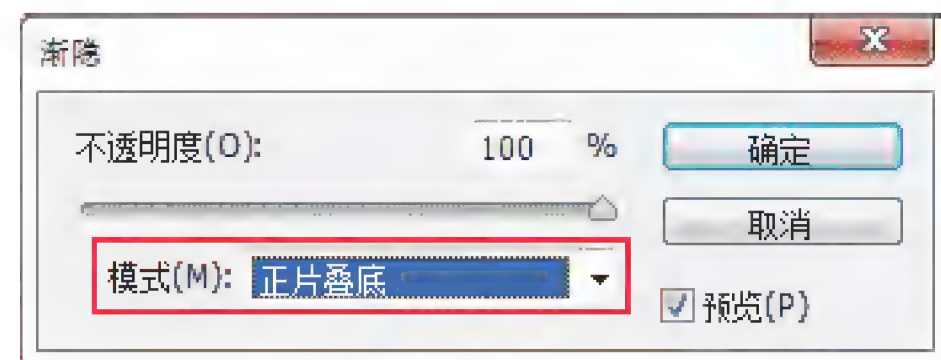 渐隐
不透明度(O): 100 %
确定
取消
模式(M): 正片叠底
预览(P)